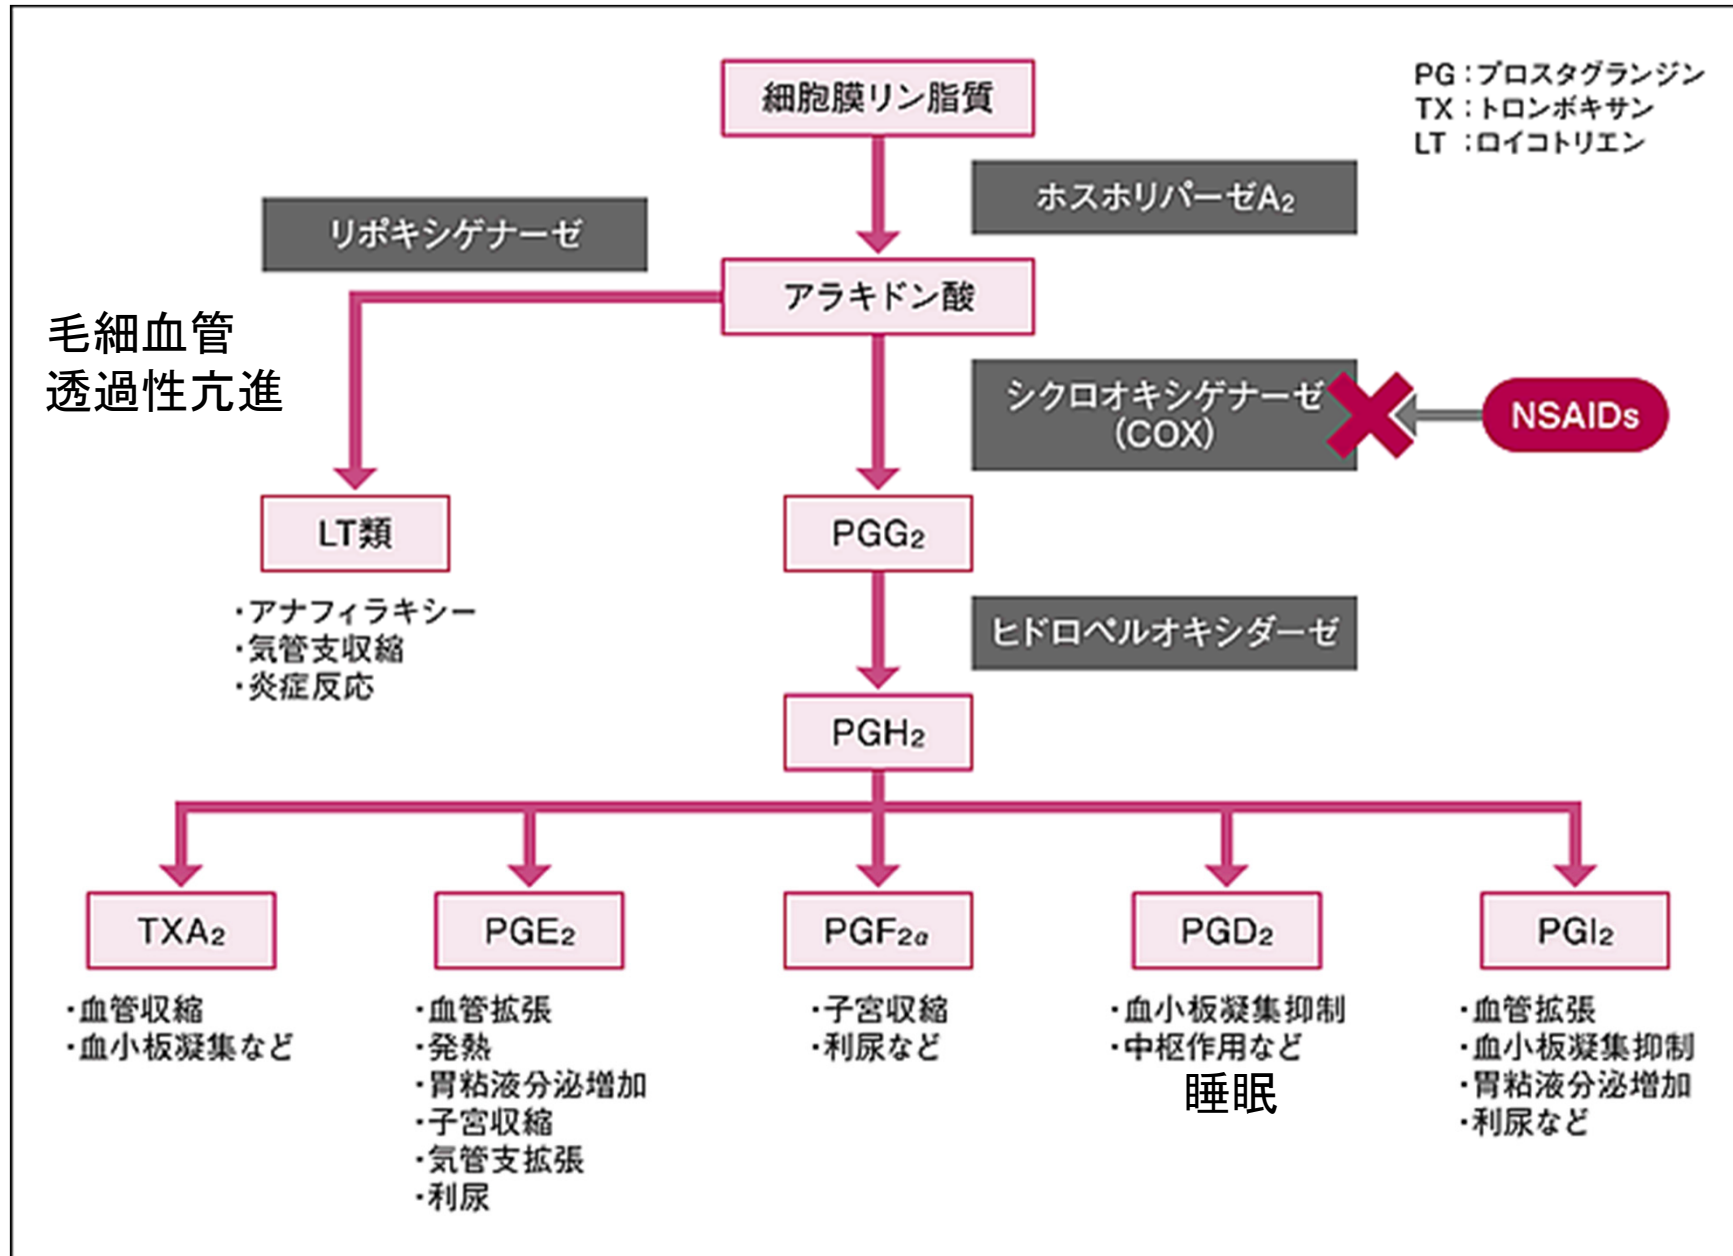 細胞膜リン脂質
PG：プロスタグランジン
TX：トロンボキサン
LT：ロイコトリエン
ホスホリパーゼA₂
リポキシゲナーゼ
アラキドン酸
毛細血管
透過性亢進
シクロオキシゲナーゼ
(COX)
NSAIDs
LT類
PGG₂
・アナフィラキシー
・気管支収縮
・炎症反応
ヒドロペルオキシダーゼ
PGH₂
TXA₂
・血管収縮
・血小板凝集など
PGE₂
・血管拡張
・発熱
・胃粘液分泌増加
・子宮収縮
・気管支拡張
・利尿
PGF₂α
・子宮収縮
・利尿など
PGD₂
・血小板凝集抑制
・中枢作用など
睡眠
PGI₂
・血管拡張
・血小板凝集抑制
・胃粘液分泌増加
・利尿など